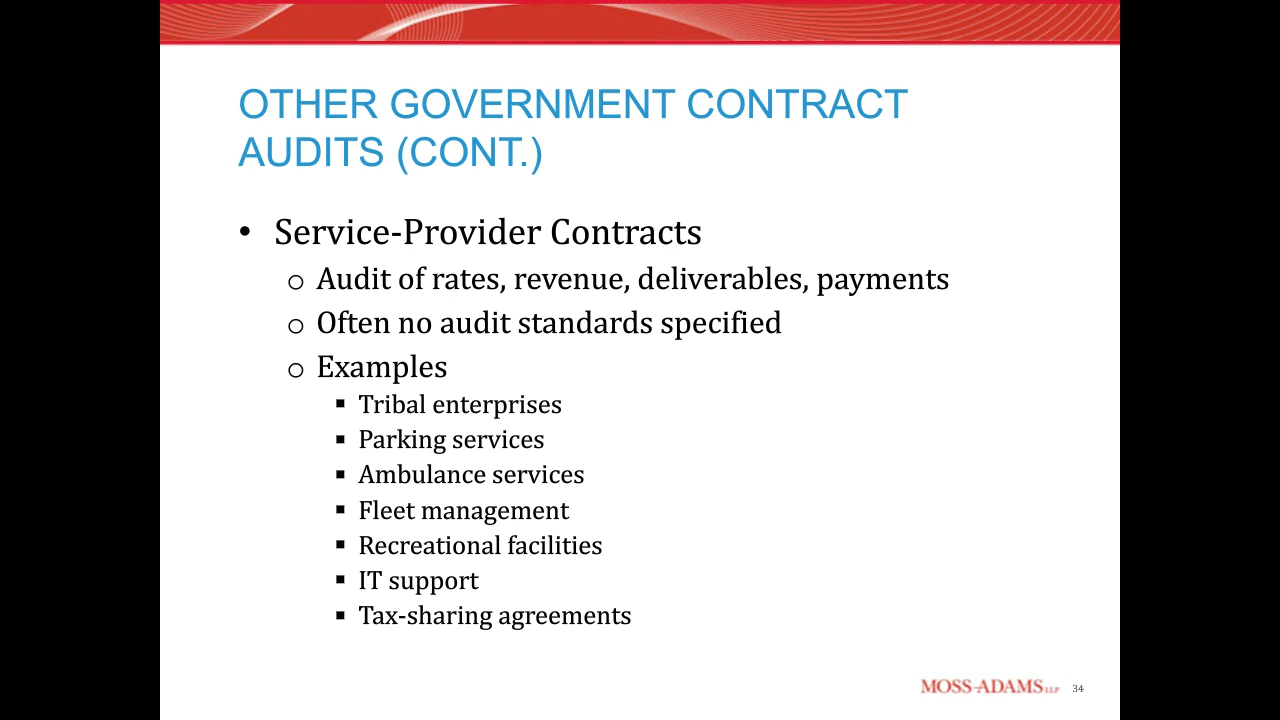 OTHER GOVERNMENT CONTRACT
AUDITS (CONT.)
• Service-Provider Contracts
o Audit of rates, revenue, deliverables, payments
o Often no audit standards specified
o Examples
▪ Tribal enterprises
▪ Parking services
▪ Ambulance services
▪ Fleet management
▪ Recreational facilities
▪ IT support
▪ Tax-sharing agreements
MOSS-ADAMS LLP 34